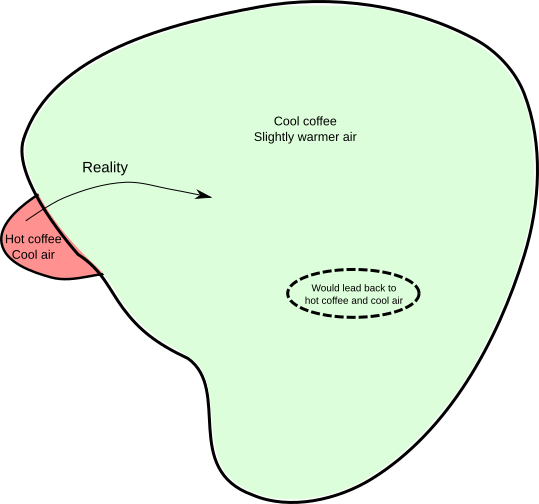 Cool coffee
Slightly warmer air
Reality
Hot coffee
Cool air
Would lead back to
hot coffee and cool air